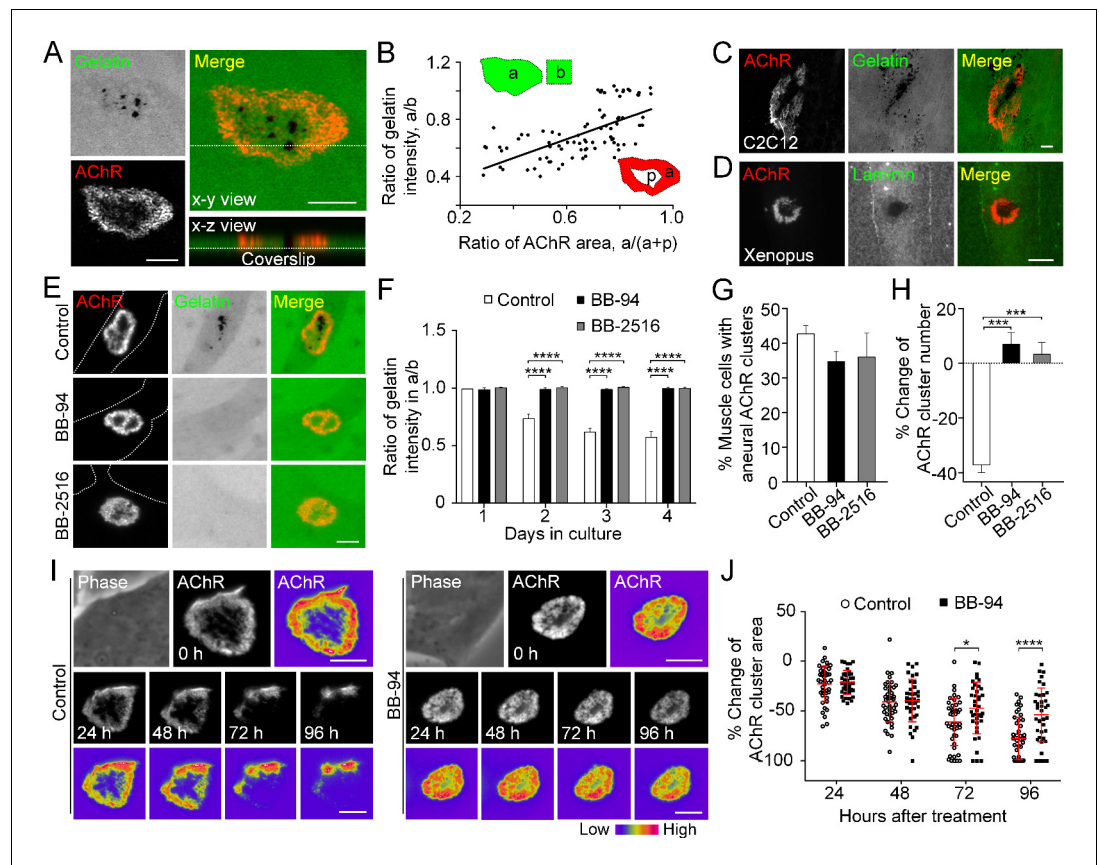 A
Gelatin
Merge
AChR
x-y view
x-z view
Coverslip
B
Ratio of gelatin
intensity, a/b
1.2
1.0
0.8
0.6
0.4
a
b
p
a
0.2
0.4
0.6
0.8
1.0
Ratio of AChR area, a/(a+p)
C
AChR
Gelatin
Merge
C2C12
D
AChR
Laminin
Merge
Xenopus
E
AChR
Gelatin
Merge
Control
BB-94
BB-2516
F
Control
BB-94
BB-2516
Ratio of gelatin
intensity in a/b
1.5
1.0
0.5
0
****
****
****
****
****
****
1
2
3
4
Days in culture
G
% Muscle cells with
aneural AChR clusters
50
40
30
20
10
0
Control
BB-94
BB-2516
H
% Change of
AChR cluster number
20
0
-20
-40
***
***
Control
BB-94
BB-2516
I
Control
Phase
AChR
AChR
0 h
24 h
48 h
72 h
96 h
BB-94
Phase
AChR
AChR
0 h
24 h
48 h
72 h
96 h
Low
High
J
Control
BB-94
% Change of
AChR cluster area
50
0
-50
-100
*
****
24
48
72
96
Hours after treatment